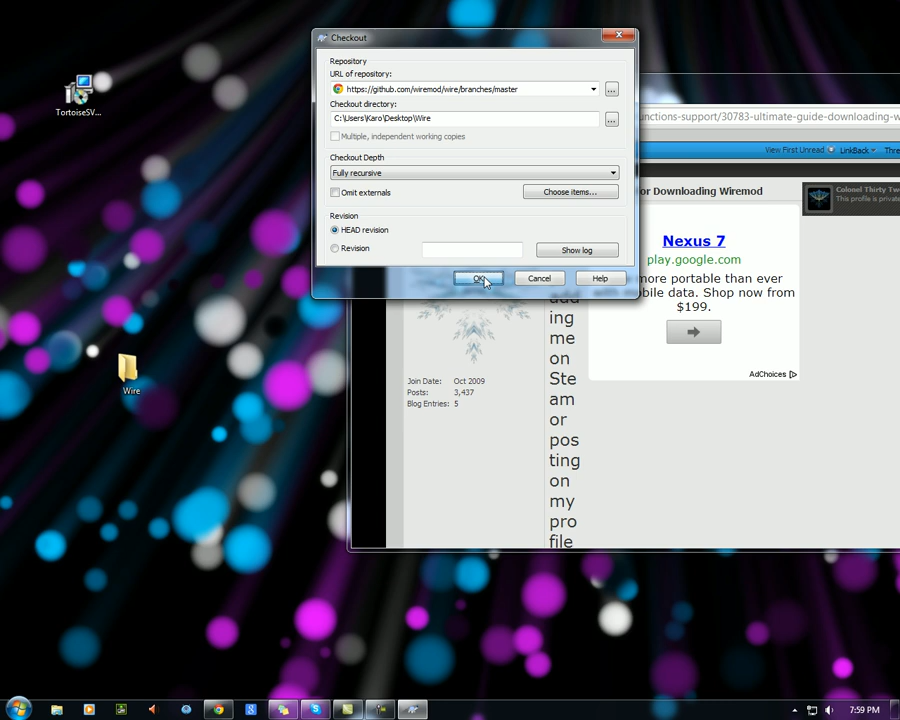 TortoiseSV...
Wire
Checkout
Repository
URL of repository:
https://github.com/wiremod/wire/branches/master
...
Checkout directory:
C:\Users\Karo\Desktop\Wire
...
Multiple, independent working copies
Checkout Depth
Fully recursive
Omit externals
Choose items...
Revision
HEAD revision
Revision
Show log
OK
Cancel
Help
unctions-support/30783-ultimate-guide-downloading-w
View First Unread
LinkBack
Thre
or Downloading Wiremod
Colonel Thirty Tw
This profile is private
Nexus 7
play.google.com
more portable than ever
with mobile data. Shop now from
$199.
AdChoices
Join Date: Oct 2009
Posts: 3,437
Blog Entries: 5
add
ing
me
on
Ste
am
or
pos
ting
on
my
pro
file
7:59 PM